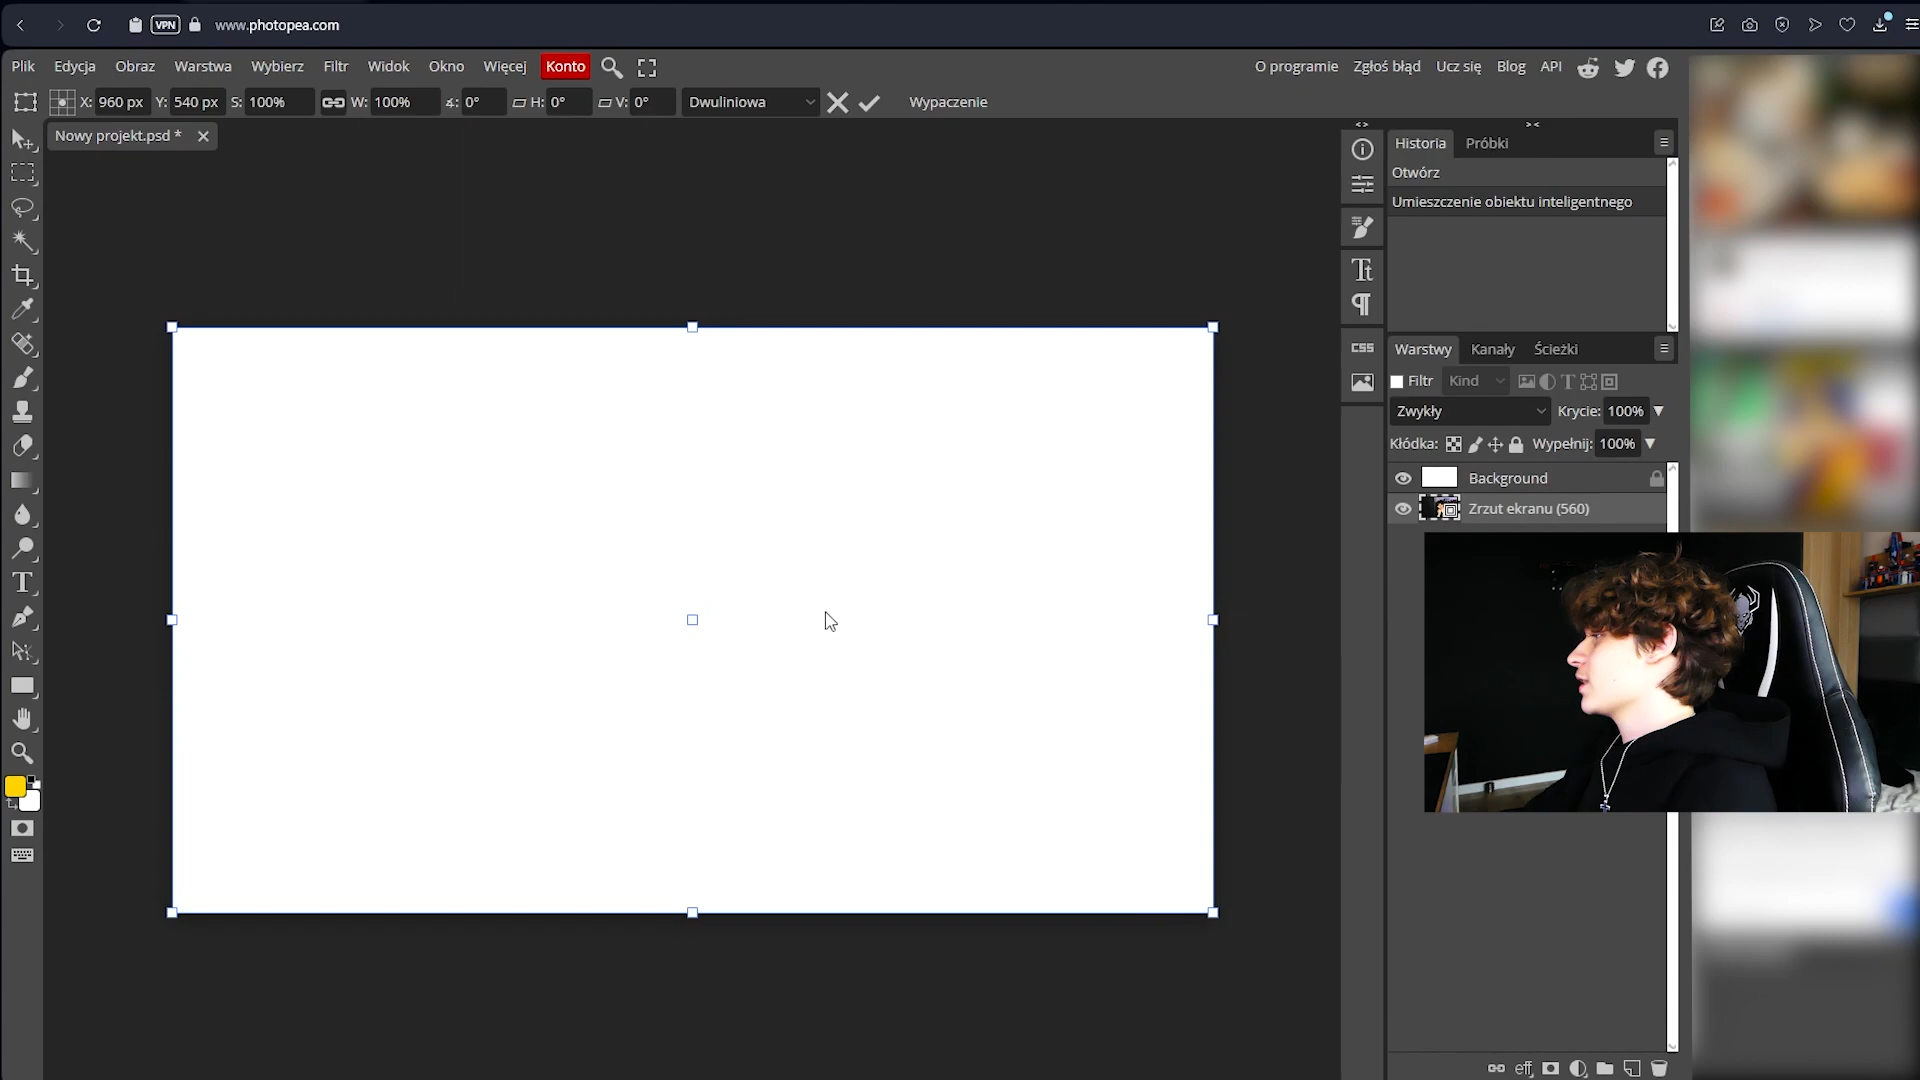 VPN www.photopea.com
Plik Edycja Obraz Warstwa Wybierz Filtr Widok Okno Więcej Konto O programie Zgłoś błąd Ucz się Blog API
X: 960 px Y: 540 px S: 100% W: 100% ∡: 0° H: 0° V: 0° Dwuliniowa Wypaczenie
Nowy projekt.psd *
Historia Próbki
Otwórz
Umieszczenie obiektu inteligentnego
CSS
Warstwy Kanały Ścieżki
Filtr Kind
Zwykły Krycie: 100%
Kłódka: Wypełnij: 100%
Background
Zrzut ekranu (560)
eff